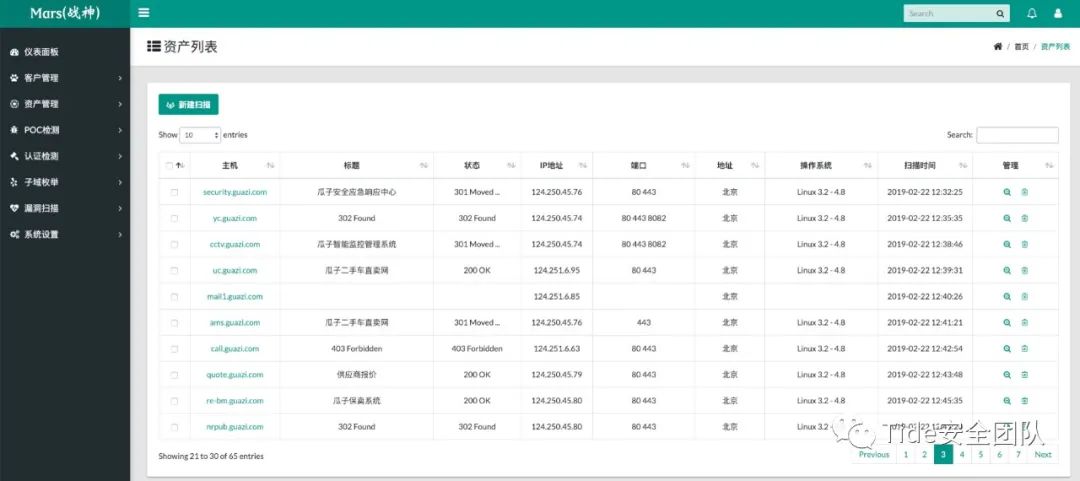 Mars(战神)
Search
仪表面板
客户管理
资产管理
POC检测
认证检测
子域枚举
漏洞扫描
系统设置
资产列表
/ 首页 / 资产列表
新建扫描
Show 10 entries
Search:
主机 标题 状态 IP地址 端口 地址 操作系统 扫描时间 管理
security.guazi.com 瓜子安全应急响应中心 301 Moved ... 124.250.45.76 80 443 北京 Linux 3.2 - 4.8 2019-02-22 12:32:25
yc.guazi.com 302 Found 302 Found 124.250.45.74 80 443 8082 北京 Linux 3.2 - 4.8 2019-02-22 12:35:35
cctv.guazi.com 瓜子智能监控管理系统 301 Moved ... 124.250.45.74 80 443 8082 北京 Linux 3.2 - 4.8 2019-02-22 12:38:46
uc.guazi.com 瓜子二手车直卖网 200 OK 124.251.6.95 80 443 北京 Linux 3.2 - 4.8 2019-02-22 12:39:31
mail1.guazi.com 124.251.6.85 北京 2019-02-22 12:40:26
ams.guazi.com 瓜子二手车直卖网 301 Moved ... 124.250.45.76 443 北京 Linux 3.2 - 4.8 2019-02-22 12:41:21
call.guazi.com 403 Forbidden 403 Forbidden 124.251.6.63 80 443 北京 Linux 3.2 - 4.8 2019-02-22 12:42:54
quote.guazi.com 供应商报价 200 OK 124.250.45.79 80 443 北京 Linux 3.2 - 4.8 2019-02-22 12:43:48
re-bm.guazi.com 瓜子保卖系统 200 OK 124.250.45.80 80 443 北京 Linux 3.2 - 4.8 2019-02-22 12:45:35
nrpub.guazi.com 302 Found 302 Found 124.250.45.80 80 443 北京 Linux 3.2 - 4.8
Tide安全团队
Showing 21 to 30 of 65 entries
Previous 1 2 3 4 5 6 7 Next